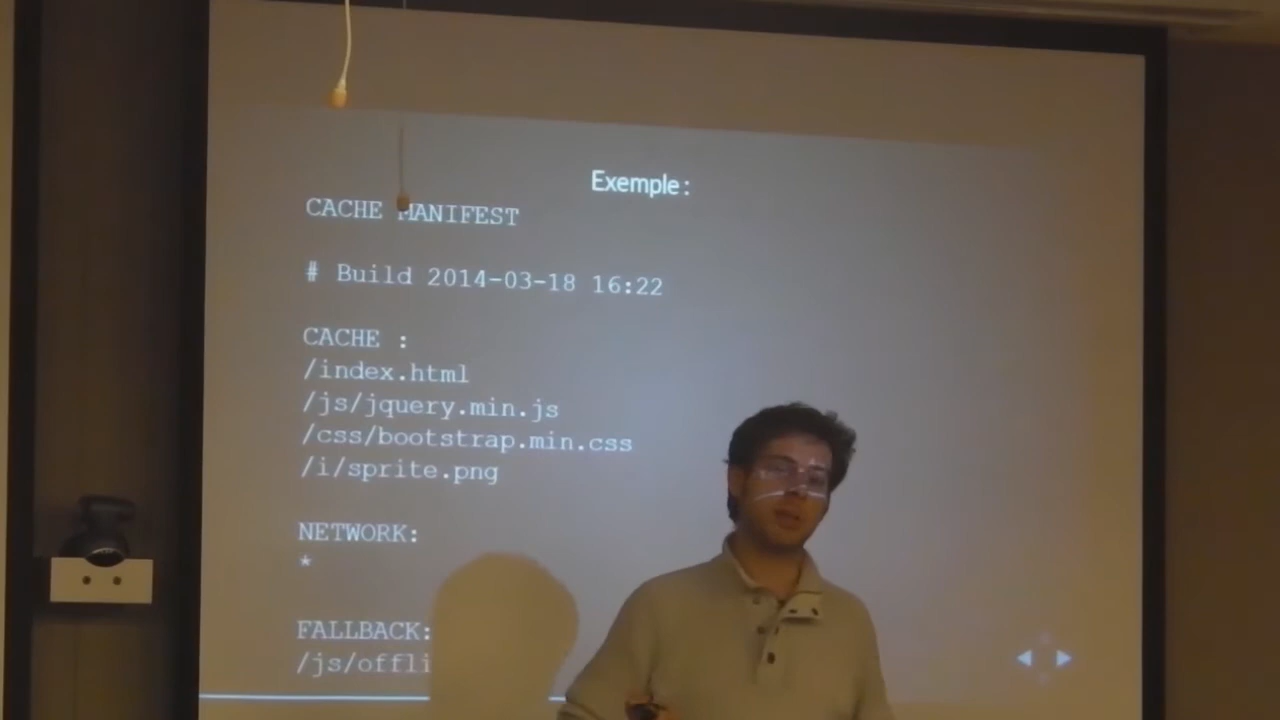 Exemple :
CACHE MANIFEST
# Build 2014-03-18 16:22
CACHE :
/index.html
/js/jquery.min.js
/css/bootstrap.min.css
/i/sprite.png
NETWORK:
*
FALLBACK: